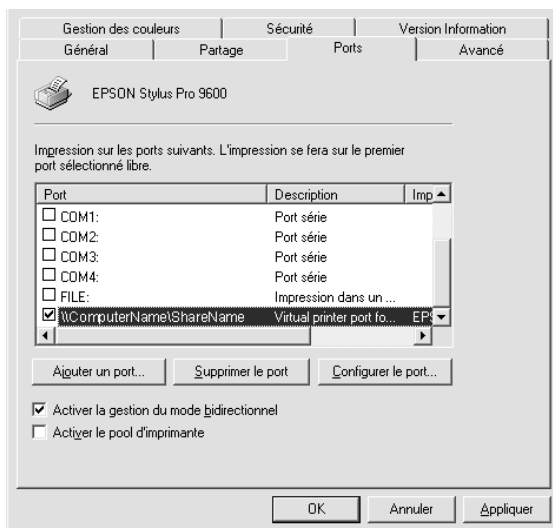 Gestion des couleurs Sécurité Version Information
Général Partage Ports Avancé
EPSON Stylus Pro 9600
Impression sur les ports suivants. L'impression se fera sur le premier
port sélectionné libre.
Port Description Imp
COM1: Port série
COM2: Port série
COM3: Port série
COM4: Port série
FILE: Impression dans un ...
\\ComputerName\ShareName Virtual printer port fo... EPS
Ajouter un port... Supprimer le port Configurer le port...
Activer la gestion du mode bidirectionnel
Activer le pool d'imprimante
OK Annuler Appliquer